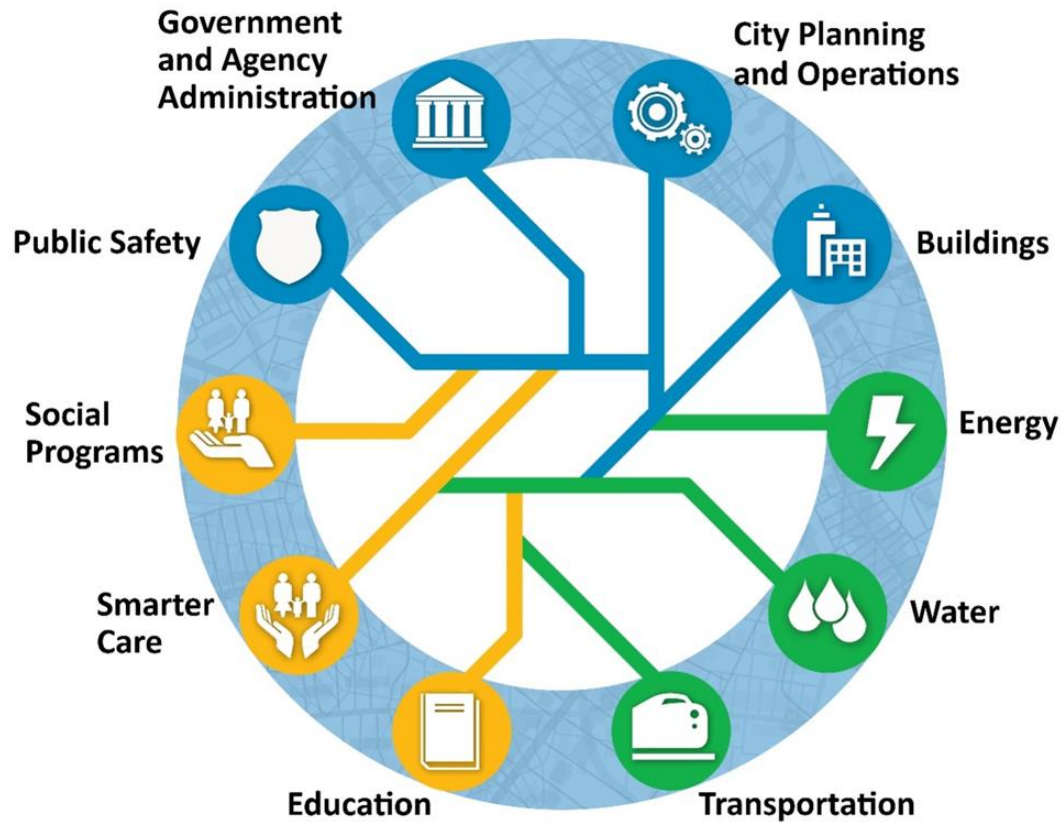 Government
and Agency
Administration
City Planning
and Operations
Public Safety
Buildings
Social
Programs
Energy
Smarter
Care
Water
Education
Transportation